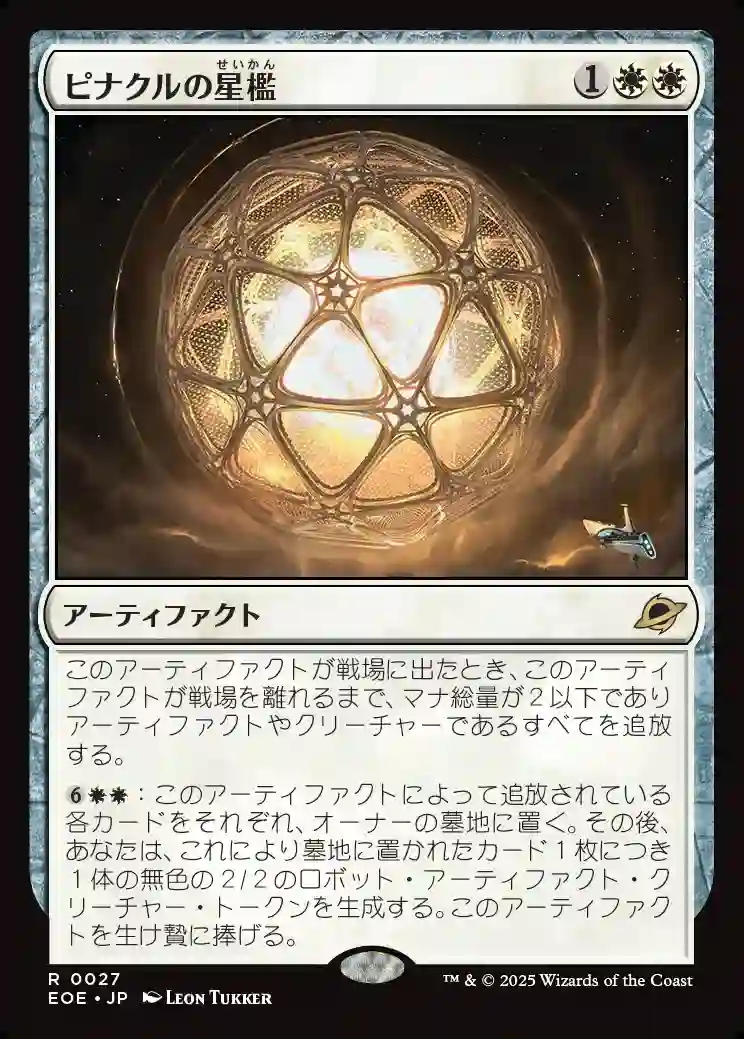 せいかん
ピナクルの星檻 1
アーティファクト
このアーティファクトが戦場に出たとき、このアーティ
ファクトが戦場を離れるまで、マナ総量が2以下であり
アーティファクトやクリーチャーであるすべてを追放
する。
6：このアーティファクトによって追放されている
各カードをそれぞれ、オーナーの墓地に置く。その後、
あなたは、これにより墓地に置かれたカード1枚につき
1体の無色の2/2のロボット・アーティファクト・ク
リーチャー・トークンを生成する。このアーティファク
トを生け贄に捧げる。
R 0027
EOE・JP LEON TUKKER
™ & © 2025 Wizards of the Coast